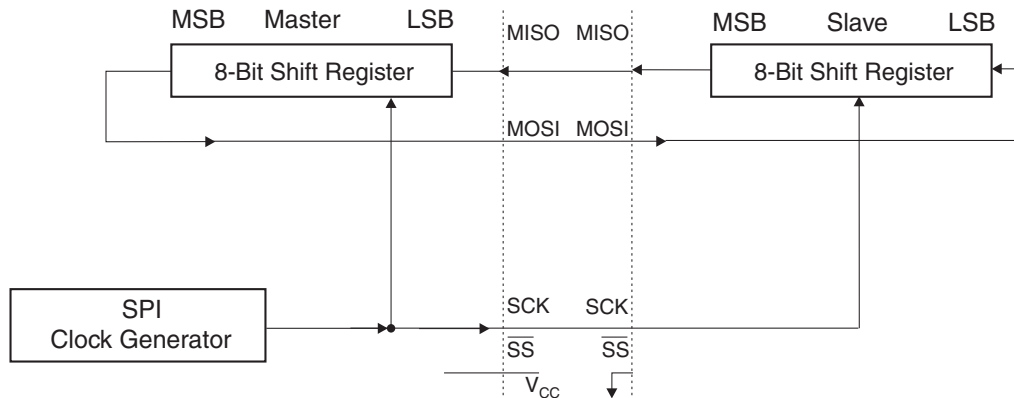 MSB Master LSB MISO MISO MSB Slave LSB
8-Bit Shift Register 8-Bit Shift Register
MOSI MOSI
SPI
Clock Generator
SCK SCK
SS SS
VCC